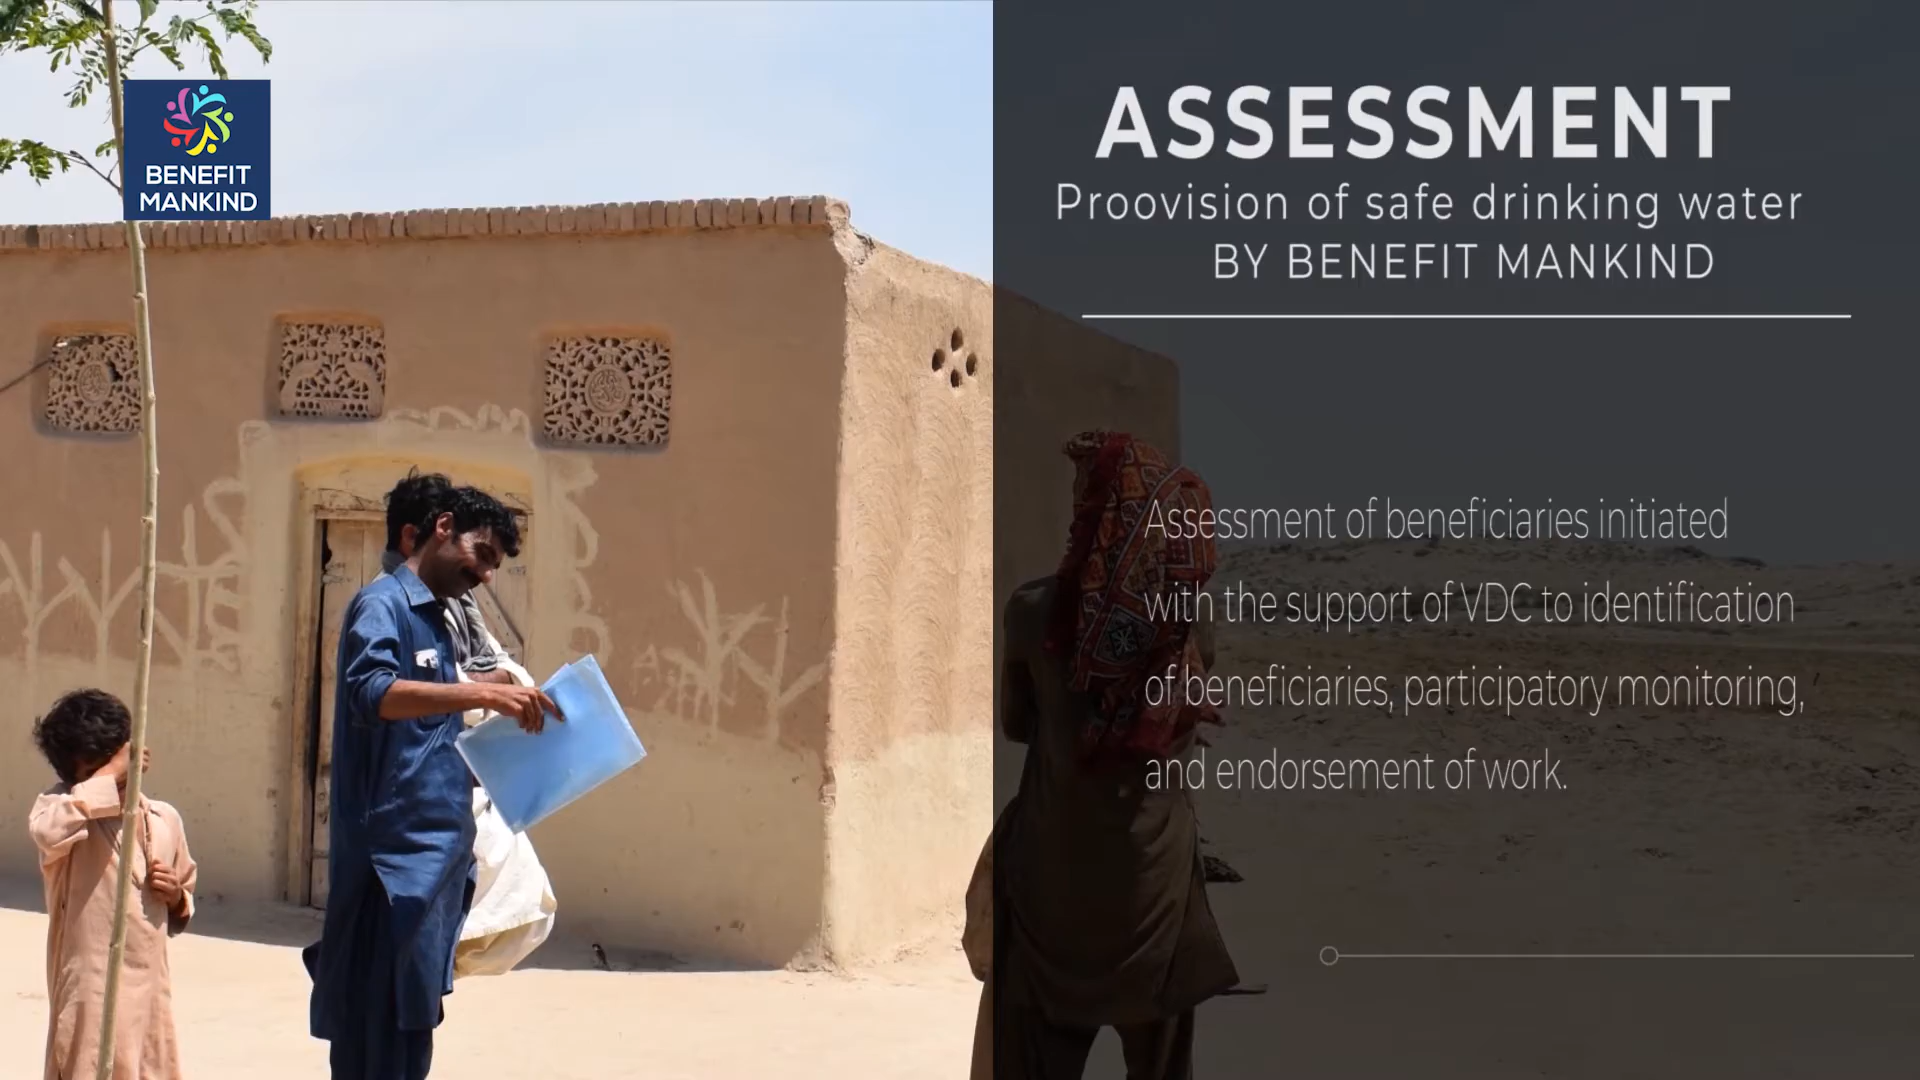 BENEFIT
MANKIND
ASSESSMENT
Proovision of safe drinking water
BY BENEFIT MANKIND
Assessment of beneficiaries initiated
with the support of VDC to identification
of beneficiaries, participatory monitoring,
and endorsement of work.